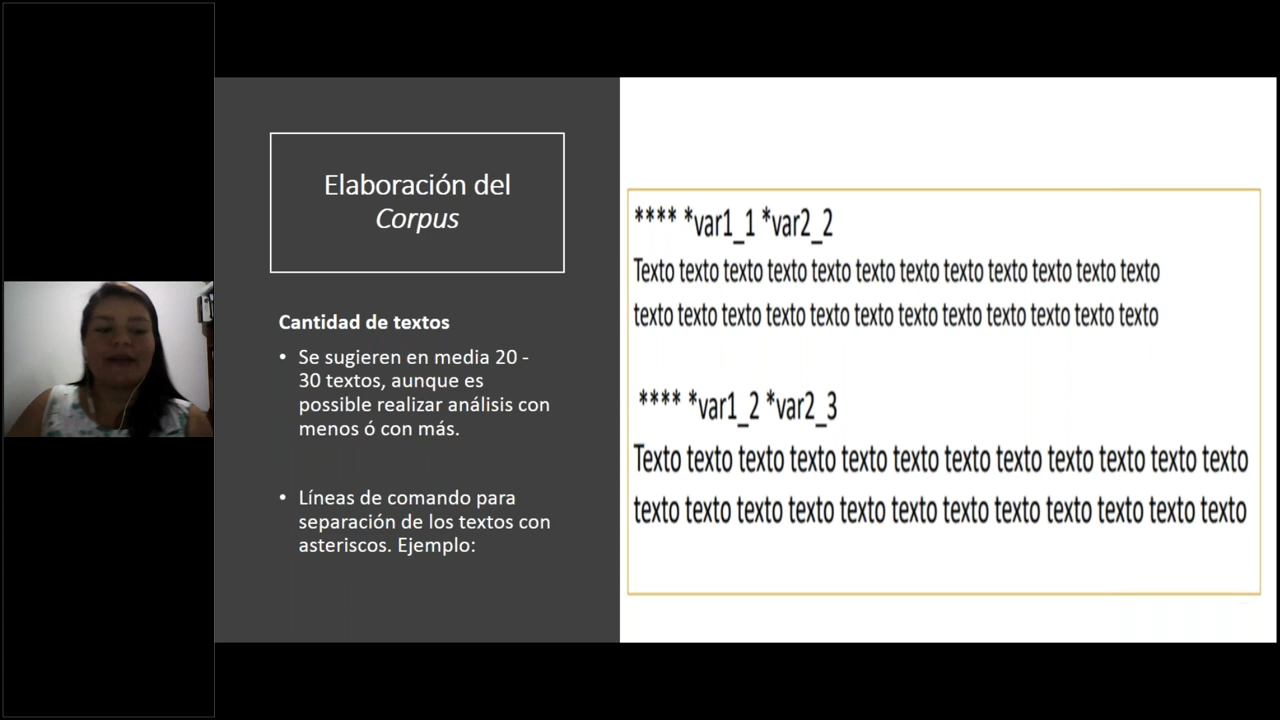 Elaboración del
Corpus
Cantidad de textos
• Se sugieren en media 20 -
30 textos, aunque es
posible realizar análisis con
menos ó con más.
• Líneas de comando para
separación de los textos con
asteriscos. Ejemplo:
**** *var1_1 *var2_2
Texto texto texto texto texto texto texto texto texto texto texto texto
texto texto texto texto texto texto texto texto texto texto texto texto
**** *var1_2 *var2_3
Texto texto texto texto texto texto texto texto texto texto texto texto
texto texto texto texto texto texto texto texto texto texto texto texto